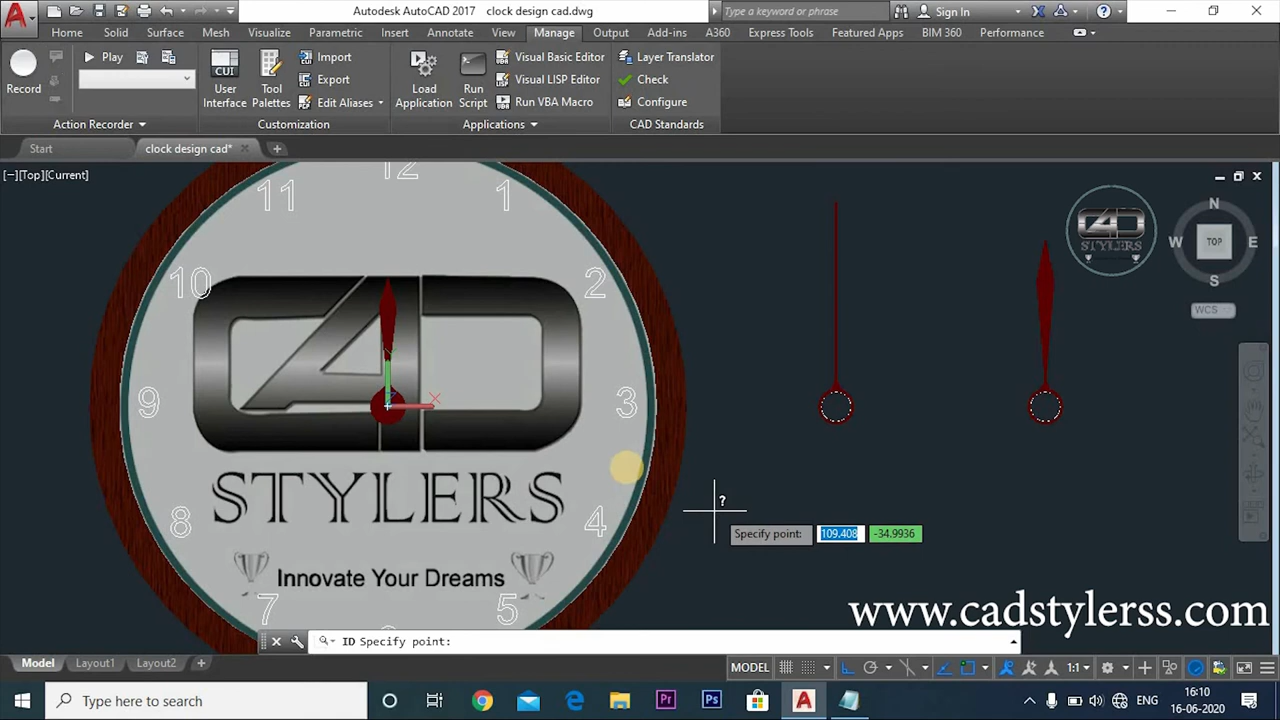 Autodesk AutoCAD 2017 clock design cad.dwg
Type a keyword or phrase
Sign In
Home Solid Surface Mesh Visualize Parametric Insert Annotate View Manage Output Add-ins A360 Express Tools Featured Apps BIM 360 Performance
Record
Play
Action Recorder
CUI
User Interface
Tool Palettes
Import
Export
Edit Aliases
Customization
Load Application
Run Script
Visual Basic Editor
Visual LISP Editor
Run VBA Macro
Applications
Layer Translator
Check
Configure
CAD Standards
Start
clock design cad*
[−][Top][Current]
12
11
1
10
2
9
3
8
4
7
5
STYLERS
Innovate Your Dreams
X
STYLERS
N
W
TOP
E
S
WCS
?
Specify point:
109.408
-34.9936
www.cadstylerss.com
ID Specify point:
Model Layout1 Layout2
MODEL
1:1
Type here to search
Pr
Ps
ENG
16:10
16-06-2020